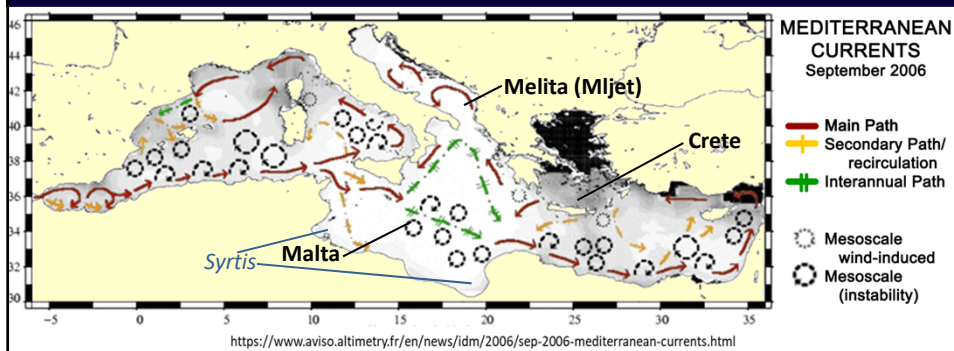 MEDITERRANEAN
CURRENTS
September 2006
Main Path
Secondary Path/
recirculation
Interannual Path
Mesoscale
wind-induced
Mesoscale
(instability)
Melita (Mljet)
Crete
Malta
Syrtis
46
44
42
40
38
36
34
32
30
−5
0
5
10
15
20
25
30
35
https://www.aviso.altimetry.fr/en/news/idm/2006/sep-2006-mediterranean-currents.html